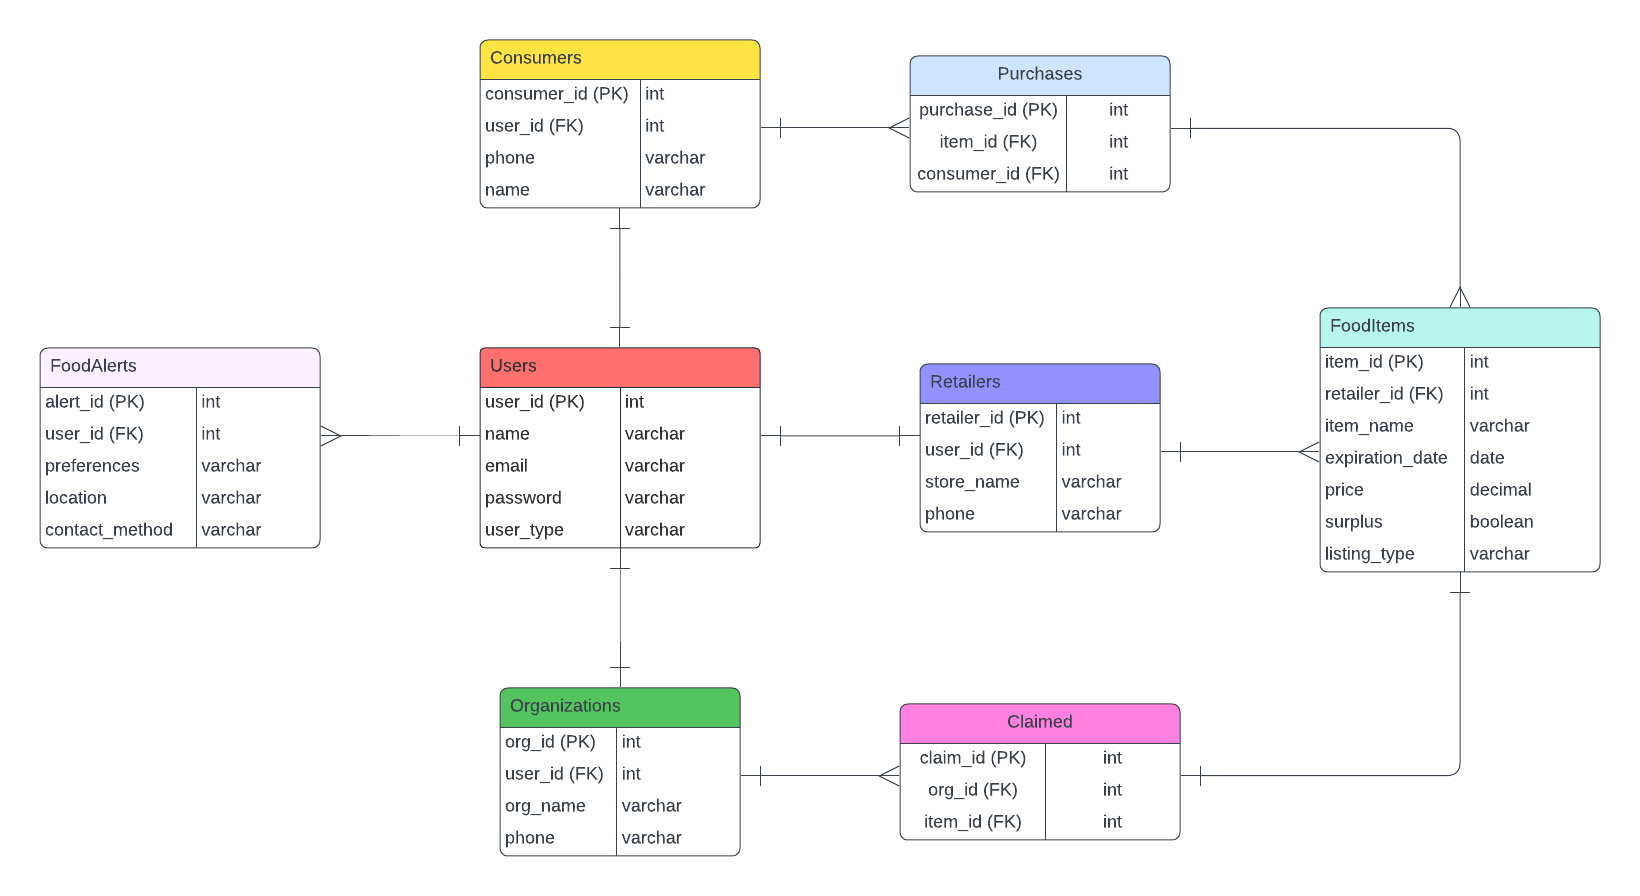 Consumers
consumer_id (PK) int
user_id (FK) int
phone varchar
name varchar
Purchases
purchase_id (PK) int
item_id (FK) int
consumer_id (FK) int
FoodAlerts
alert_id (PK) int
user_id (FK) int
preferences varchar
location varchar
contact_method varchar
Users
user_id (PK) int
name varchar
email varchar
password varchar
user_type varchar
Retailers
retailer_id (PK) int
user_id (FK) int
store_name varchar
phone varchar
FoodItems
item_id (PK) int
retailer_id (FK) int
item_name varchar
expiration_date date
price decimal
surplus boolean
listing_type varchar
Organizations
org_id (PK) int
user_id (FK) int
org_name varchar
phone varchar
Claimed
claim_id (PK) int
org_id (FK) int
item_id (FK) int